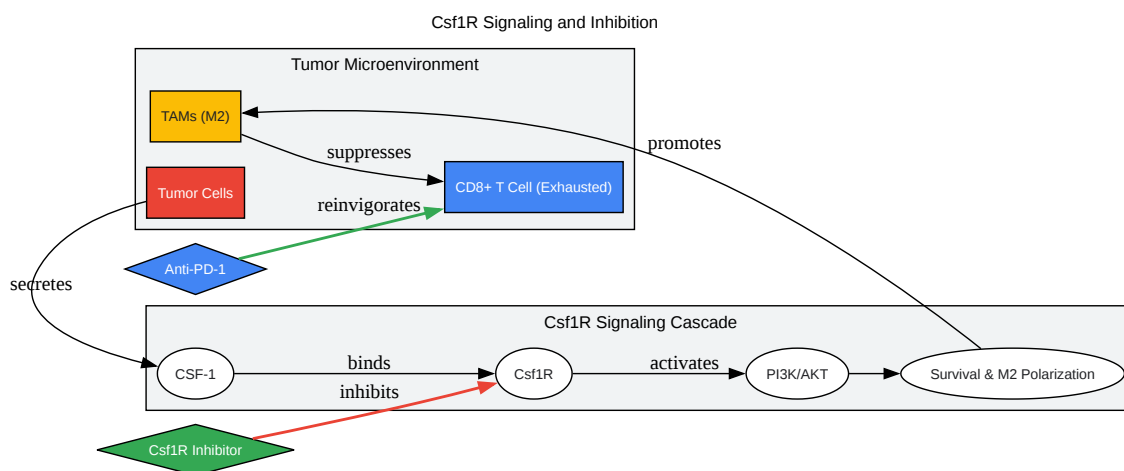 Csf1R Signaling and Inhibition
Tumor Microenvironment
TAMs (M2)
promotes
suppresses
CD8+ T Cell (Exhausted)
Tumor Cells
reinvigorates
Anti-PD-1
secretes
Csf1R Signaling Cascade
binds
activates
CSF-1
Csf1R
PI3K/AKT
Survival & M2 Polarization
inhibits
Csf1R Inhibitor